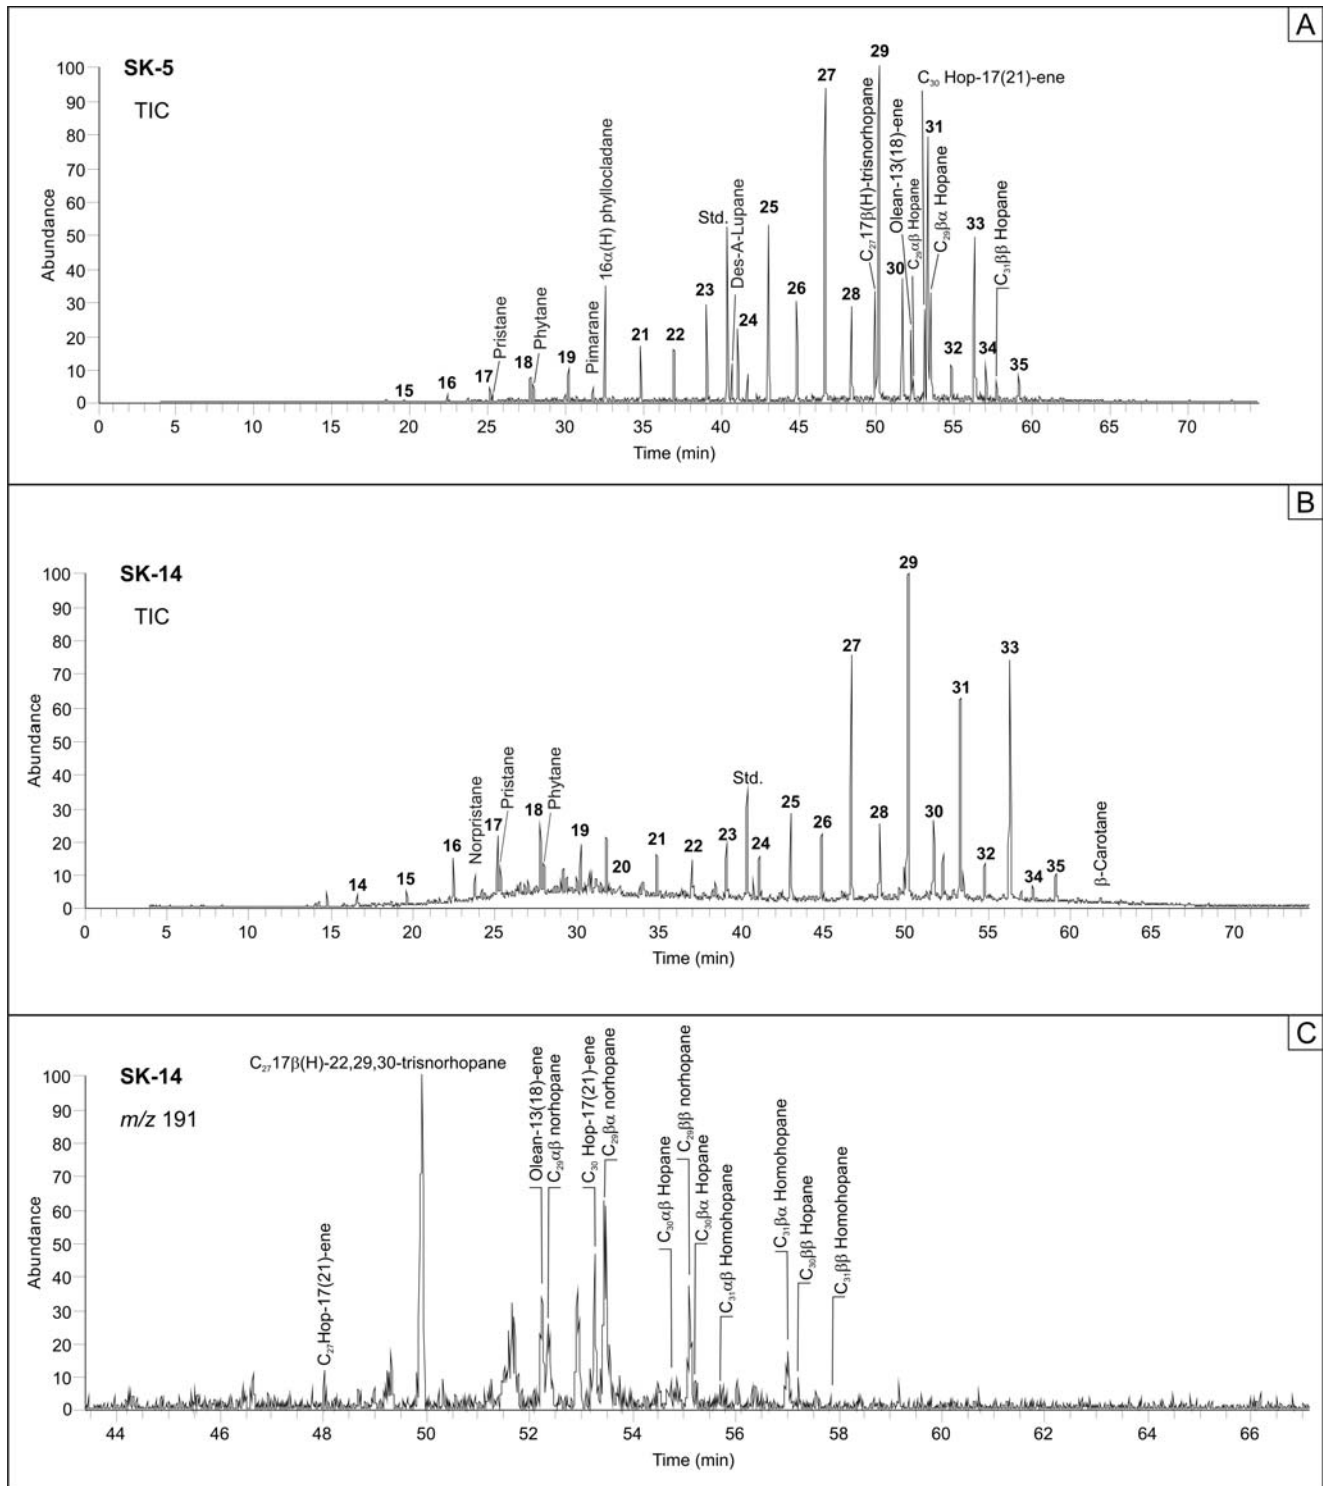 A
SK-5
TIC
Abundance
100
90
80
70
60
50
40
30
20
10
0
15
16
17
Pristane
18
Phytane
19
Pimarane
16α(H) phyllocladane
21
22
23
Std.
Des-A-Lupane
24
25
26
27
28
C₂₇17β(H)-trisnorhopane
29
30
Olean-13(18)-ene
C₂₉αβ Hopane
C₃₀ Hop-17(21)-ene
31
C₂₉βα Hopane
32
33
34
C₃₁ββ Hopane
35
0 5 10 15 20 25 30 35 40 45 50 55 60 65 70
Time (min)
B
SK-14
TIC
Abundance
100
90
80
70
60
50
40
30
20
10
0
14
15
16
Norpristane
17
Pristane
18
Phytane
19
20
21
22
23
Std.
24
25
26
27
28
29
30
31
32
33
34
35
β-Carotane
0 5 10 15 20 25 30 35 40 45 50 55 60 65 70
Time (min)
C
SK-14
m/z 191
Abundance
100
90
80
70
60
50
40
30
20
10
0
C₂₇Hop-17(21)-ene
C₂₇17β(H)-22,29,30-trisnorhopane
Olean-13(18)-ene
C₂₉αβ norhopane
C₃₀ Hop-17(21)-ene
C₂₉βα norhopane
C₃₀αβ Hopane
C₂₉ββ norhopane
C₃₀βα Hopane
C₃₁αβ Homohopane
C₃₁βα Homohopane
C₃₀ββ Hopane
C₃₁ββ Homohopane
44 46 48 50 52 54 56 58 60 62 64 66
Time (min)